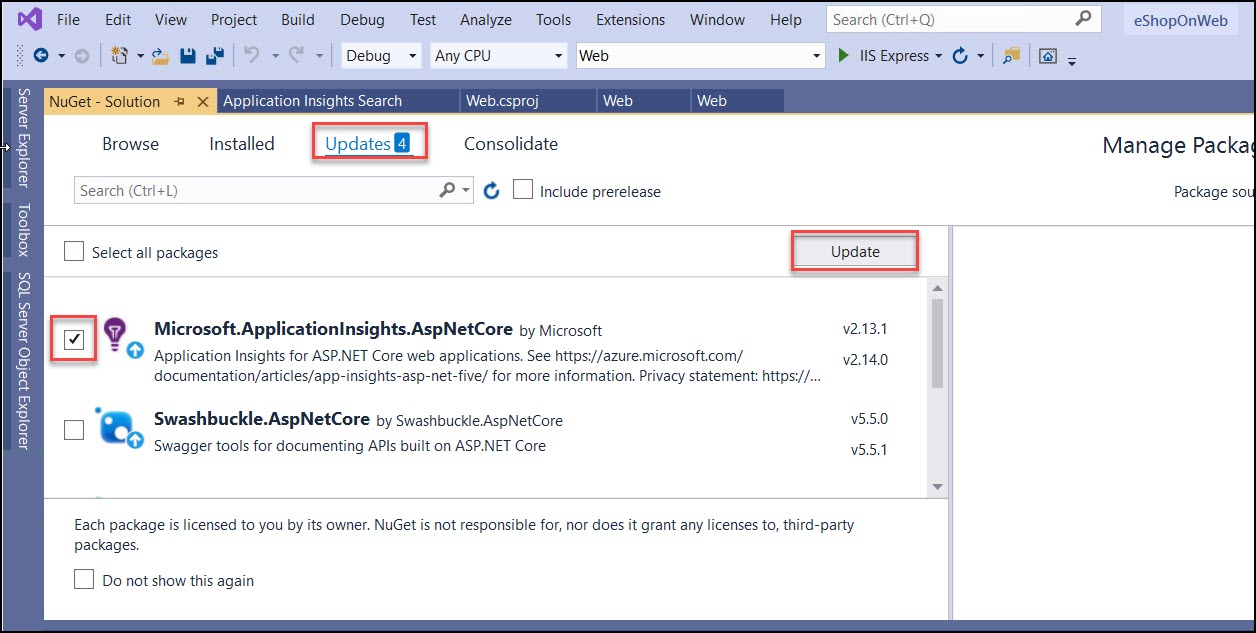 File Edit View Project Build Debug Test Analyze Tools Extensions Window Help Search (Ctrl+Q) eShopOnWeb
Debug Any CPU Web IIS Express
NuGet - Solution Application Insights Search Web.csproj Web Web
Server Explorer
Toolbox
SQL Server Object Explorer
Browse Installed Updates 4 Consolidate Manage Packa
Search (Ctrl+L) Include prerelease Package sou
Select all packages Update
Microsoft.ApplicationInsights.AspNetCore by Microsoft v2.13.1
Application Insights for ASP.NET Core web applications. See https://azure.microsoft.com/ v2.14.0
documentation/articles/app-insights-asp-net-five/ for more information. Privacy statement: https://...
Swashbuckle.AspNetCore by Swashbuckle.AspNetCore v5.5.0
Swagger tools for documenting APIs built on ASP.NET Core v5.5.1
Each package is licensed to you by its owner. NuGet is not responsible for, nor does it grant any licenses to, third-party
packages.
Do not show this again